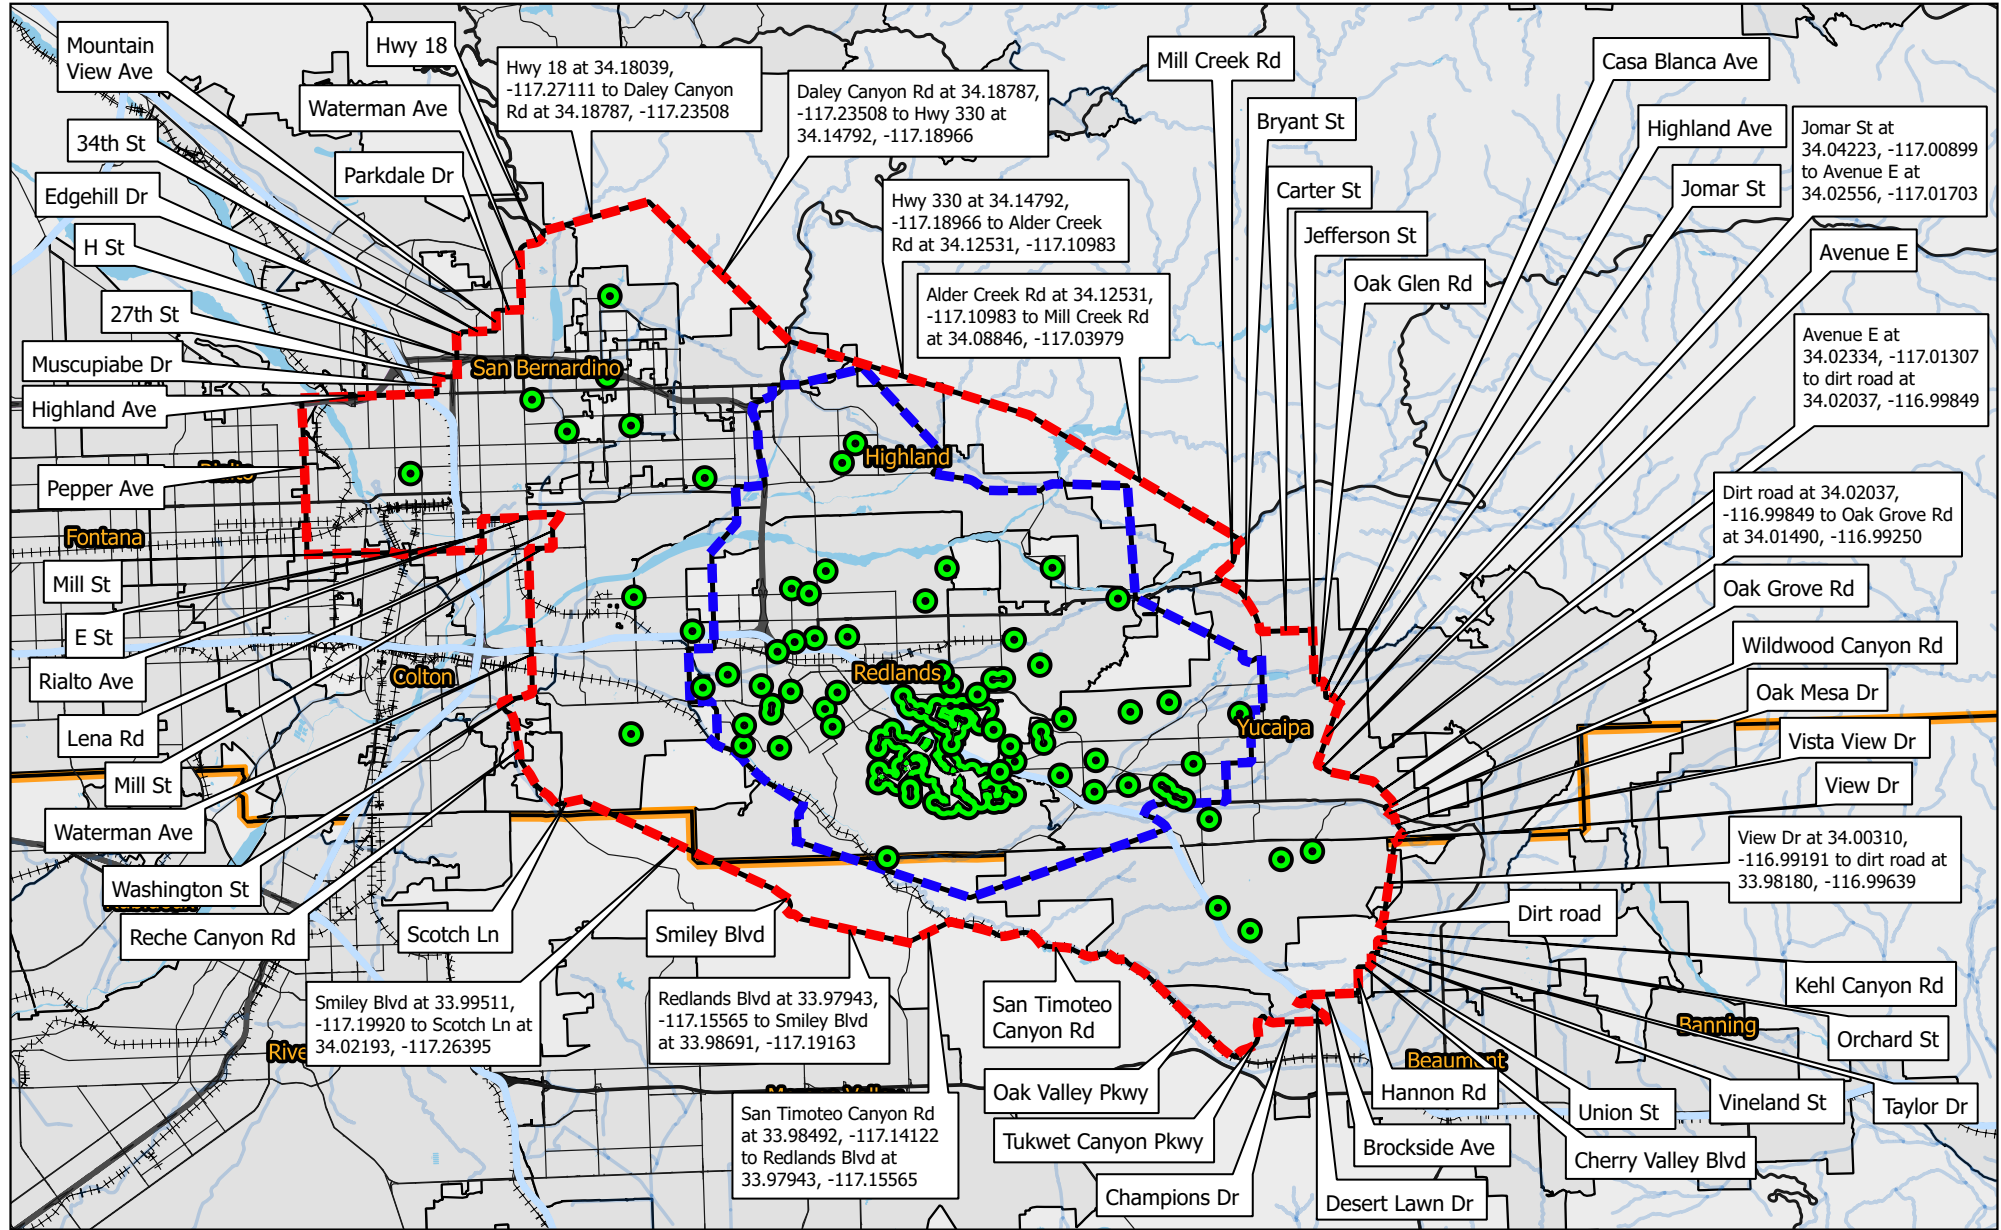 Mountain
View Ave
Hwy 18
Hwy 18 at 34.18039,
-117.27111 to Daley Canyon
Rd at 34.18787, -117.23508
Daley Canyon Rd at 34.18787,
-117.23508 to Hwy 330 at
34.14792, -117.18966
Mill Creek Rd
Casa Blanca Ave
Waterman Ave
Bryant St
Highland Ave
Jomar St at
34.04223, -117.00899
to Avenue E at
34.02556, -117.01703
34th St
Parkdale Dr
Edgehill Dr
Hwy 330 at 34.14792,
-117.18966 to Alder Creek
Rd at 34.12531, -117.10983
Carter St
Jomar St
H St
Jefferson St
Avenue E
Alder Creek Rd at 34.12531,
-117.10983 to Mill Creek Rd
at 34.08846, -117.03979
Oak Glen Rd
27th St
Avenue E at
34.02334, -117.01307
to dirt road at
34.02037, -116.99849
Muscupiabe Dr
San Bernardino
Highland Ave
Highland
Pepper Ave
Dirt road at 34.02037,
-116.99849 to Oak Grove Rd
at 34.01490, -116.99250
Fontana
Mill St
Oak Grove Rd
E St
Wildwood Canyon Rd
Rialto Ave
Colton
Redlands
Oak Mesa Dr
Lena Rd
Yucaipa
Vista View Dr
Mill St
View Dr
Waterman Ave
View Dr at 34.00310,
-116.99191 to dirt road at
33.98180, -116.99639
Washington St
Dirt road
Reche Canyon Rd
Scotch Ln
Smiley Blvd
Kehl Canyon Rd
Smiley Blvd at 33.99511,
-117.19920 to Scotch Ln at
34.02193, -117.26395
Redlands Blvd at 33.97943,
-117.15565 to Smiley Blvd
at 33.98691, -117.19163
San Timoteo
Canyon Rd
Banning
Orchard St
Beaumont
Oak Valley Pkwy
Hannon Rd
Union St
Vineland St
Taylor Dr
San Timoteo Canyon Rd
at 33.98492, -117.14122
to Redlands Blvd at
33.97943, -117.15565
Tukwet Canyon Pkwy
Brockside Ave
Cherry Valley Blvd
Champions Dr
Desert Lawn Dr